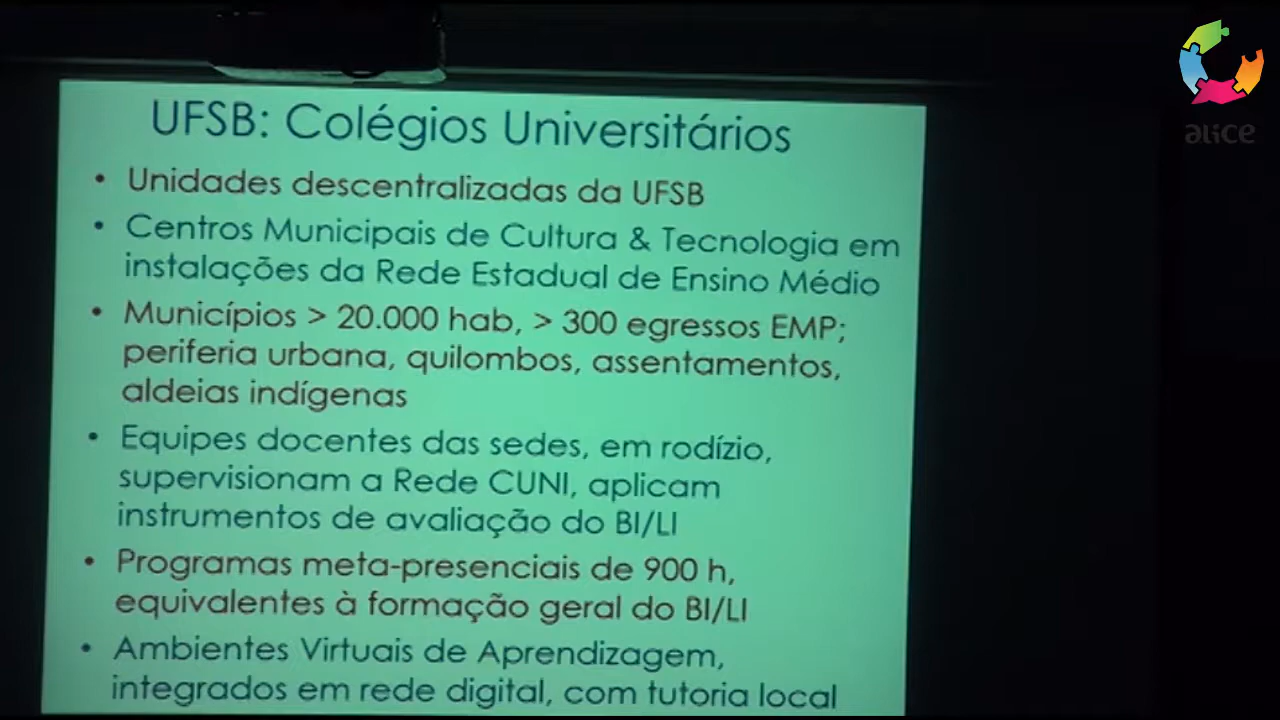 UFSB: Colégios Universitários
• Unidades descentralizadas da UFSB
• Centros Municipais de Cultura & Tecnologia em
instalações da Rede Estadual de Ensino Médio
• Municípios > 20.000 hab, > 300 egressos EMP;
periferia urbana, quilombos, assentamentos,
aldeias indígenas
• Equipes docentes das sedes, em rodízio,
supervisionam a Rede CUNI, aplicam
instrumentos de avaliação do BI/LI
• Programas meta-presenciais de 900 h,
equivalentes à formação geral do BI/LI
• Ambientes Virtuais de Aprendizagem,
integrados em rede digital, com tutoria local
alice